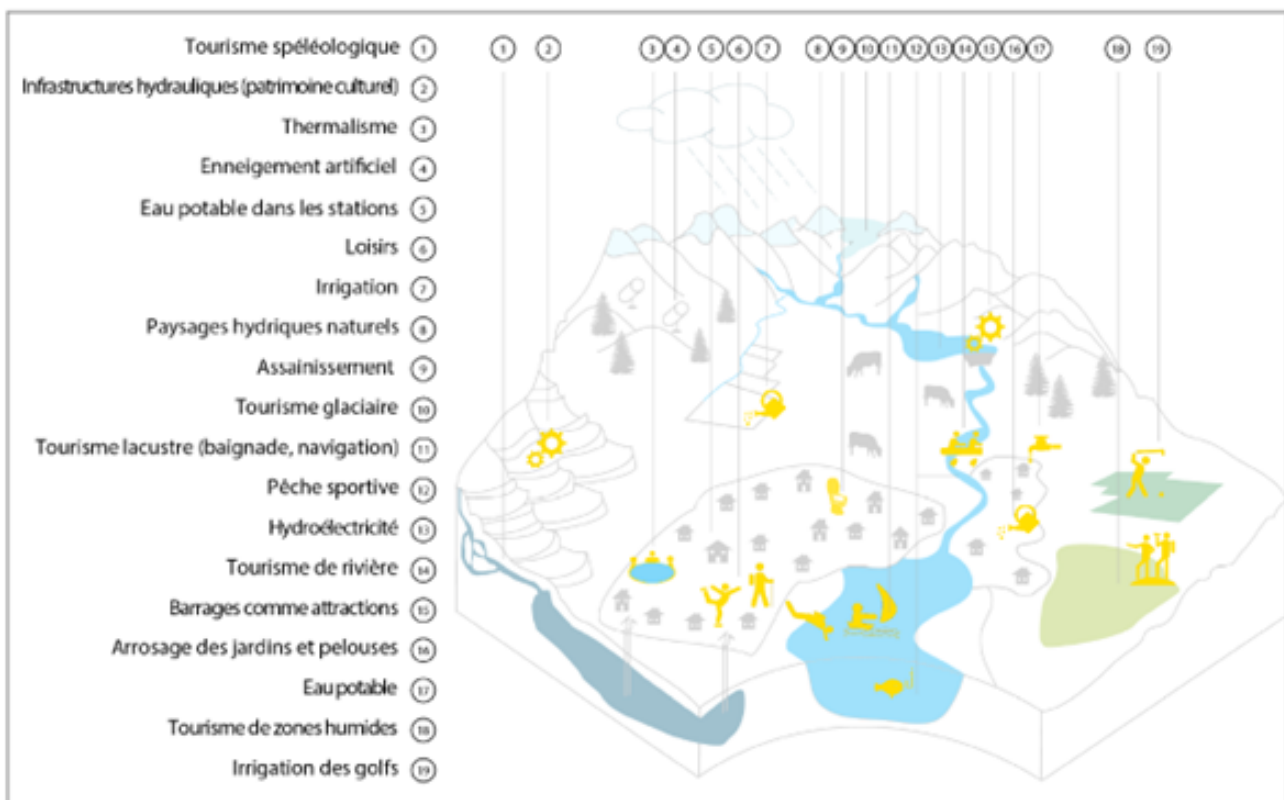 1 2 3 4 5 6 7 8 9 10 11 12 13 14 15 16 17 18 19
Tourisme spéléologique 1
Infrastructures hydrauliques (patrimoine culturel) 2
Thermalisme 3
Enneigement artificiel 4
Eau potable dans les stations 5
Loisirs 6
Irrigation 7
Paysages hydriques naturels 8
Assainissement 9
Tourisme glaciaire 10
Tourisme lacustre (baignade, navigation) 11
Pêche sportive 12
Hydroélectricité 13
Tourisme de rivière 14
Barrages comme attractions 15
Arrosage des jardins et pelouses 16
Eau potable 17
Tourisme de zones humides 18
Irrigation des golfs 19